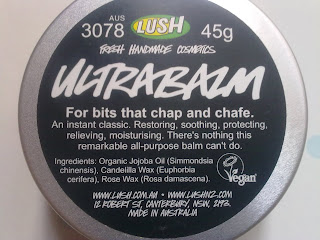 AUS
3078 LUSH 45g
FRESH HANDMADE COSMETICS
ULTRABALM
For bits that chap and chafe.
An instant classic. Restoring, soothing, protecting,
relieving, moisturising. There's nothing this
remarkable all-purpose balm can't do.
Ingredients: Organic Jojoba Oil (Simmondsia
chinensis), Candelilla Wax (Euphorbia
cerifera), Rose Wax (Rosa damascena).
Vegan
• WWW.LUSH.COM.AU • WWW.LUSHNZ.COM
12 ROBERT ST, CANTERBURY, NSW, 2193.
MADE IN AUSTRALIA